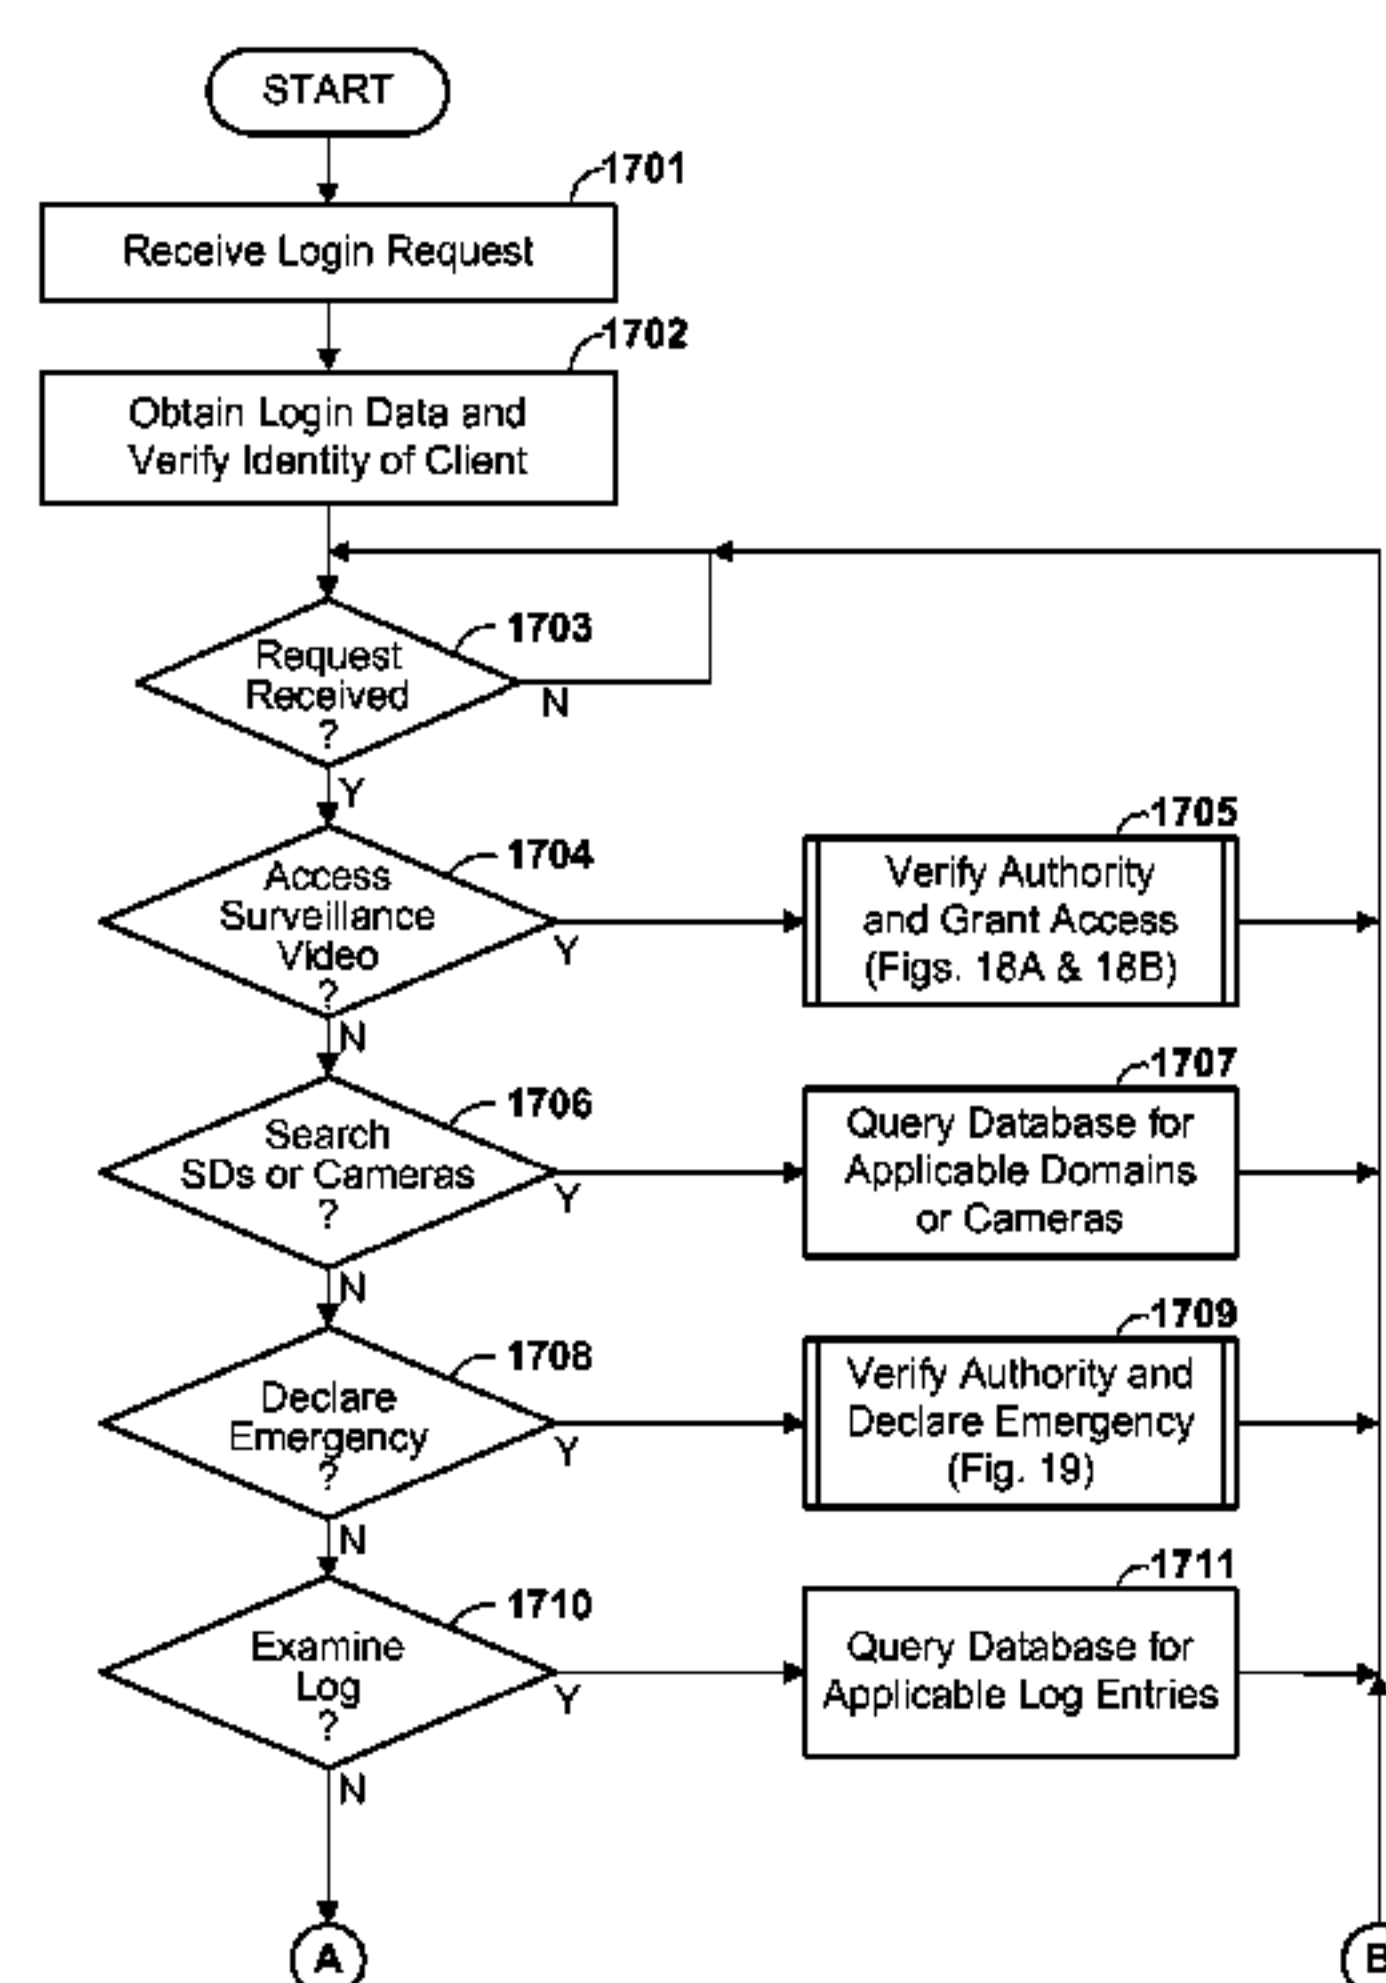 START
1701
Receive Login Request
1702
Obtain Login Data and
Verify Identity of Client
1703
Request
Received
?
N
Y
1704
Access
Surveillance
Video
?
Y
N
1705
Verify Authority
and Grant Access
(Figs. 18A & 18B)
1706
Search
SDs or Cameras
?
Y
N
1707
Query Database for
Applicable Domains
or Cameras
1708
Declare
Emergency
?
Y
N
1709
Verify Authority and
Declare Emergency
(Fig. 19)
1710
Examine
Log
?
Y
N
1711
Query Database for
Applicable Log Entries
A
B